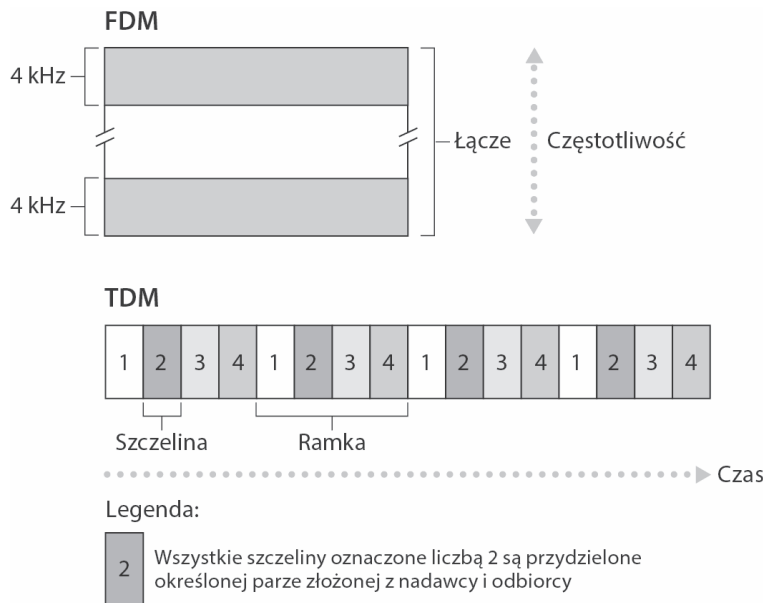 FDM
4 kHz
4 kHz
Łącze
Częstotliwość
TDM
1 2 3 4 1 2 3 4 1 2 3 4 1 2 3 4
Szczelina
Ramka
Czas
Legenda:
2
Wszystkie szczeliny oznaczone liczbą 2 są przydzielone
określonej parze złożonej z nadawcy i odbiorcy